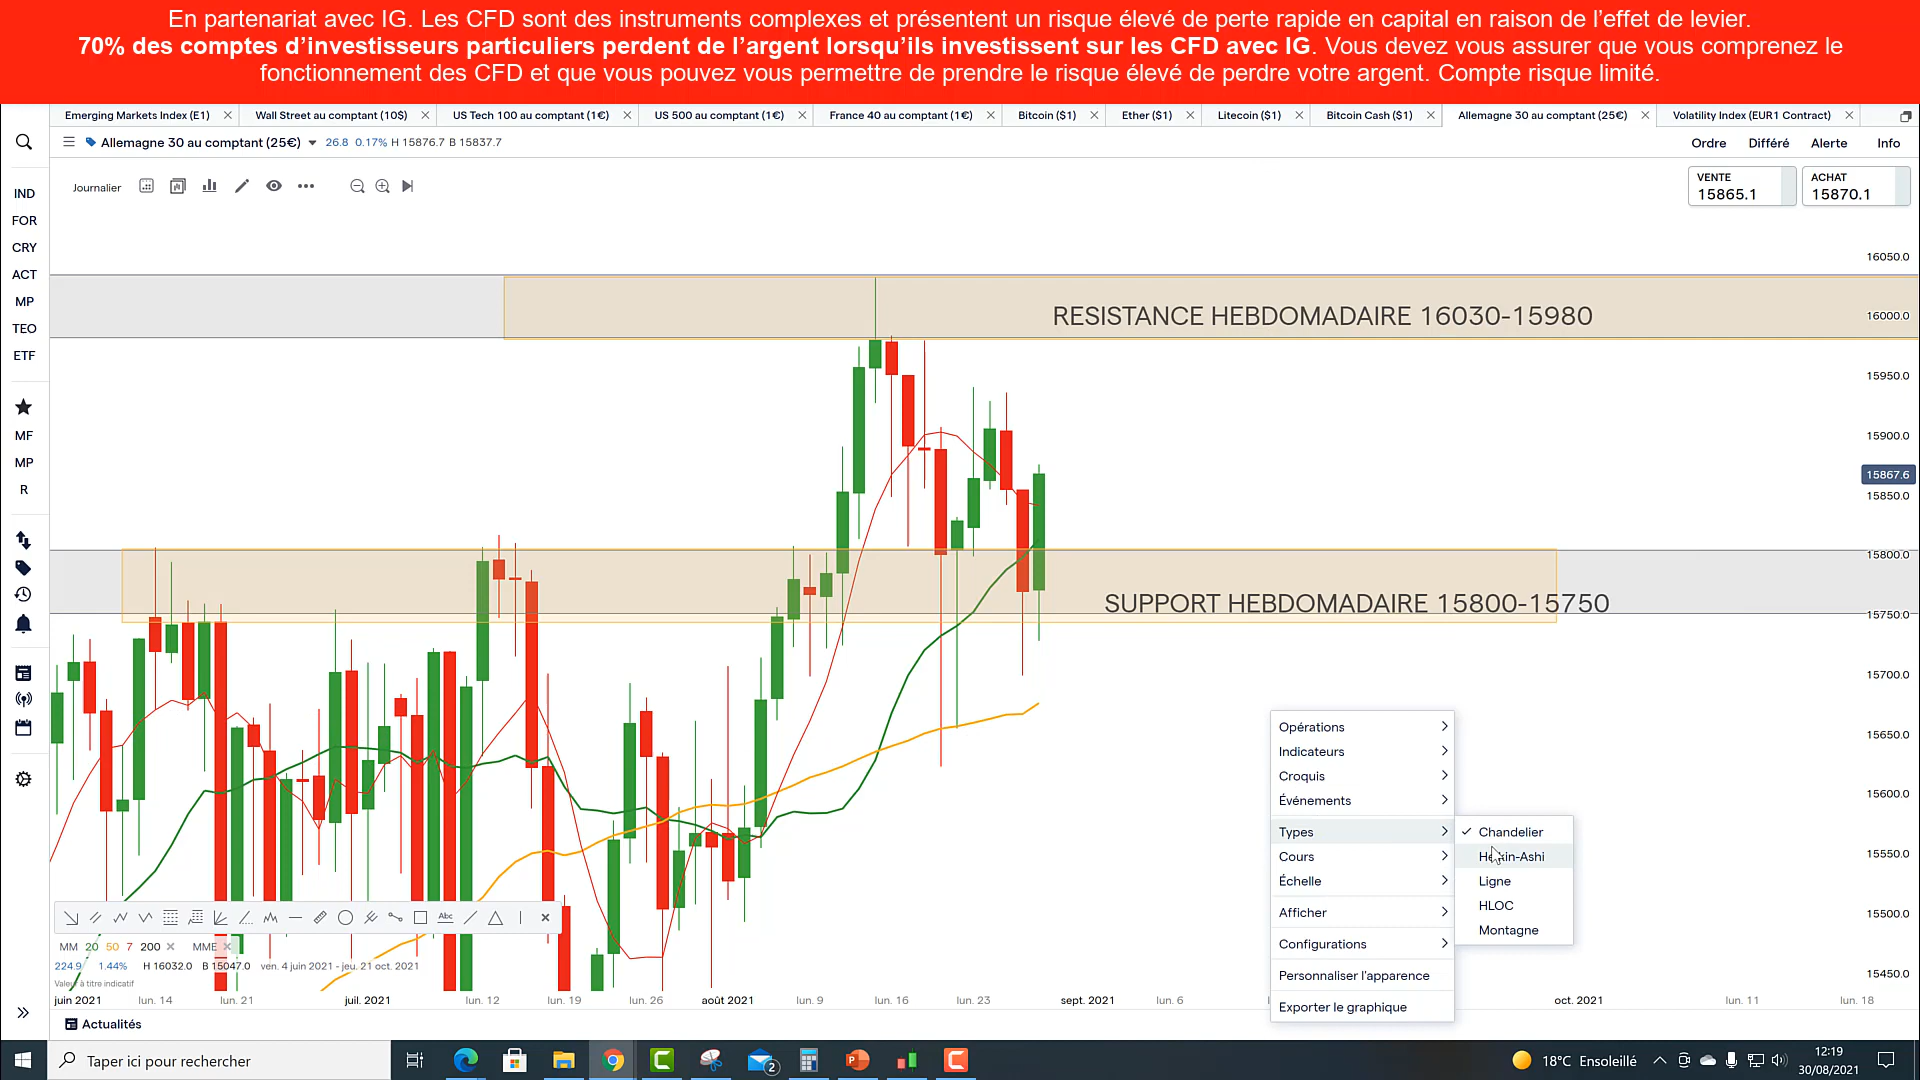 En partenariat avec IG. Les CFD sont des instruments complexes et présentent un risque élevé de perte rapide en capital en raison de l’effet de levier.
70% des comptes d’investisseurs particuliers perdent de l’argent lorsqu’ils investissent sur les CFD avec IG. Vous devez vous assurer que vous comprenez le
fonctionnement des CFD et que vous pouvez vous permettre de prendre le risque élevé de perdre votre argent. Compte risque limité.
Emerging Markets Index (E1) Wall Street au comptant (10$) US Tech 100 au comptant (1€) US 500 au comptant (1€) France 40 au comptant (1€) Bitcoin ($1) Ether ($1) Litecoin ($1) Bitcoin Cash ($1) Allemagne 30 au comptant (25€) Volatility Index (EUR1 Contract)
Allemagne 30 au comptant (25€) 26.8 0.17% H 15876.7 B 15837.7 Ordre Différé Alerte Info
Journalier
VENTE ACHAT
15865.1 15870.1
IND
FOR
CRY
ACT
MP
TEO
ETF
MF
MP
R
16050.0
RESISTANCE HEBDOMADAIRE 16030-15980
16000.0
15950.0
15900.0
15867.6
15850.0
15800.0
SUPPORT HEBDOMADAIRE 15800-15750
15750.0
15700.0
15650.0
15600.0
15550.0
15500.0
15450.0
Opérations
Indicateurs
Croquis
Événements
Types
Cours
Échelle
Afficher
Configurations
Personnaliser l'apparence
Exporter le graphique
Chandelier
Heikin-Ashi
Ligne
HLOC
Montagne
Abc
MM 20 50 7 200 MME
224.9 1.44% H 16032.0 B 15047.0 ven. 4 juin 2021 - jeu. 21 oct. 2021
Valeur à titre indicatif
juin 2021 lun. 14 lun. 21 juil. 2021 lun. 12 lun. 19 lun. 26 août 2021 lun. 9 lun. 16 lun. 23 sept. 2021 lun. 6 oct. 2021 lun. 11 lun. 18
Actualités
Taper ici pour rechercher
2
18°C Ensoleillé
12:19
30/08/2021